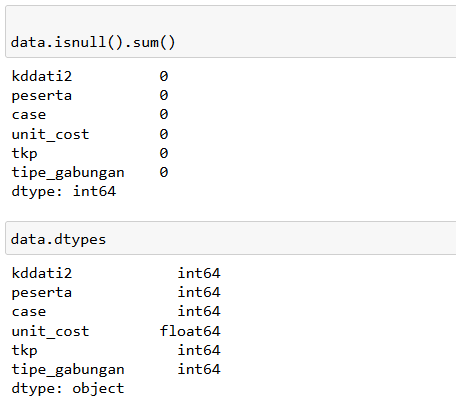 data.isnull().sum()
kddati2          0
peserta          0
case             0
unit_cost        0
tkp              0
tipe_gabungan    0
dtype: int64
data.dtypes
kddati2            int64
peserta            int64
case               int64
unit_cost        float64
tkp                int64
tipe_gabungan      int64
dtype: object